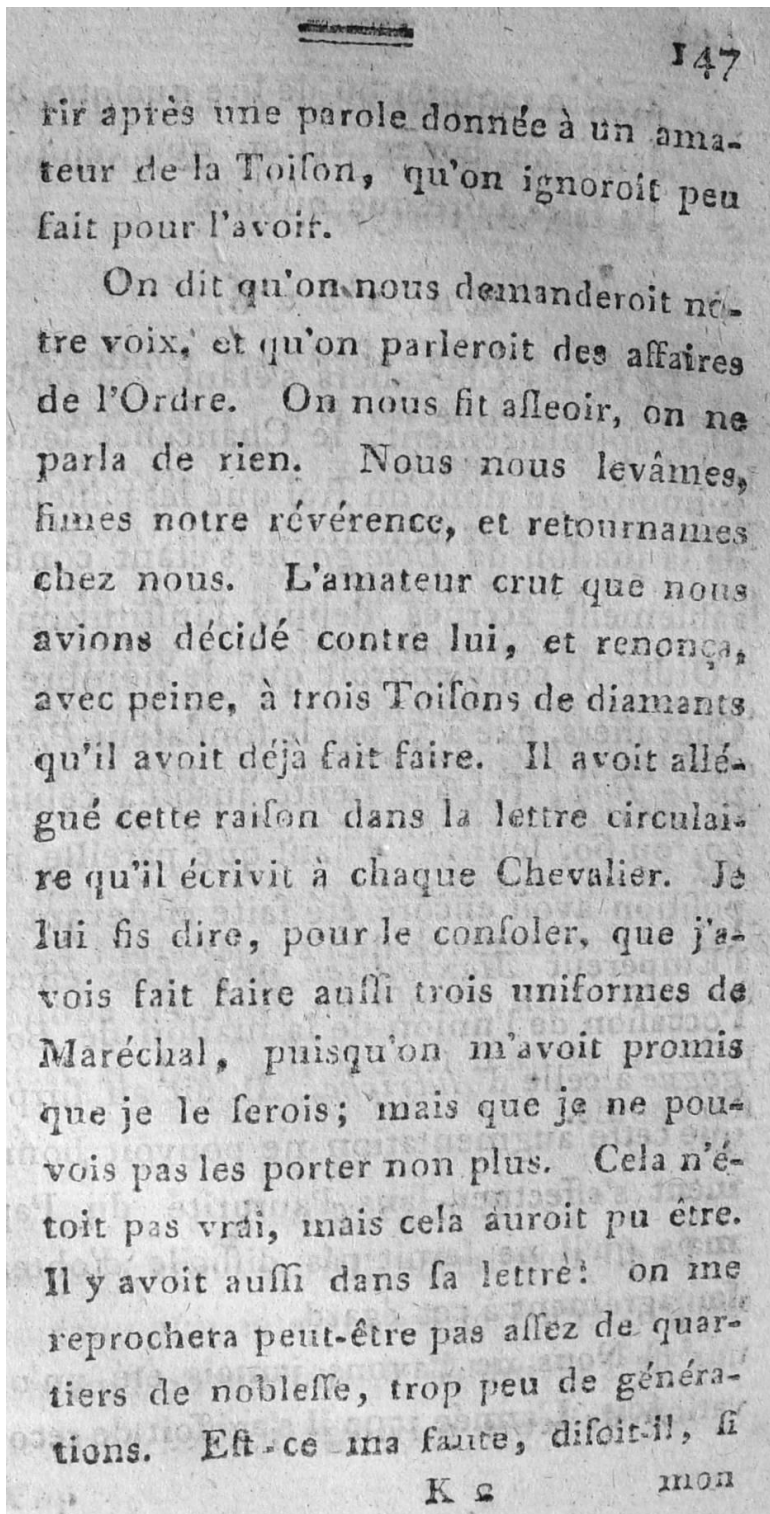 147
rir après une parole donnée à un ama-
teur de la Toiſon, qu'on ignoroit peu
fait pour l'avoir.
On dit qu'on nous demanderoit no-
tre voix, et qu'on parleroit des affaires
de l'Ordre. On nous fit aſſeoir, on ne
parla de rien. Nous nous levâmes,
fimes notre révérence, et retournames
chez nous. L'amateur crut que nous
avions décidé contre lui, et renonça,
avec peine, à trois Toiſons de diamants
qu'il avoit déjà fait faire. Il avoit allé-
gué cette raiſon dans la lettre circulai-
re qu'il écrivit à chaque Chevalier. Je
lui fis dire, pour le conſoler, que j'a-
vois fait faire auſſi trois uniformes de
Maréchal, puisqu'on m'avoit promis
que je le ſerois; mais que je ne pou-
vois pas les porter non plus. Cela n'é-
toit pas vrai, mais cela auroit pu être.
Il y avoit auſſi dans ſa lettre: on me
reprochera peut-être pas aſſez de quar-
tiers de nobleſſe, trop peu de généra-
tions. Eſt-ce ma faute, diſoit-il, ſi
K 2 mon